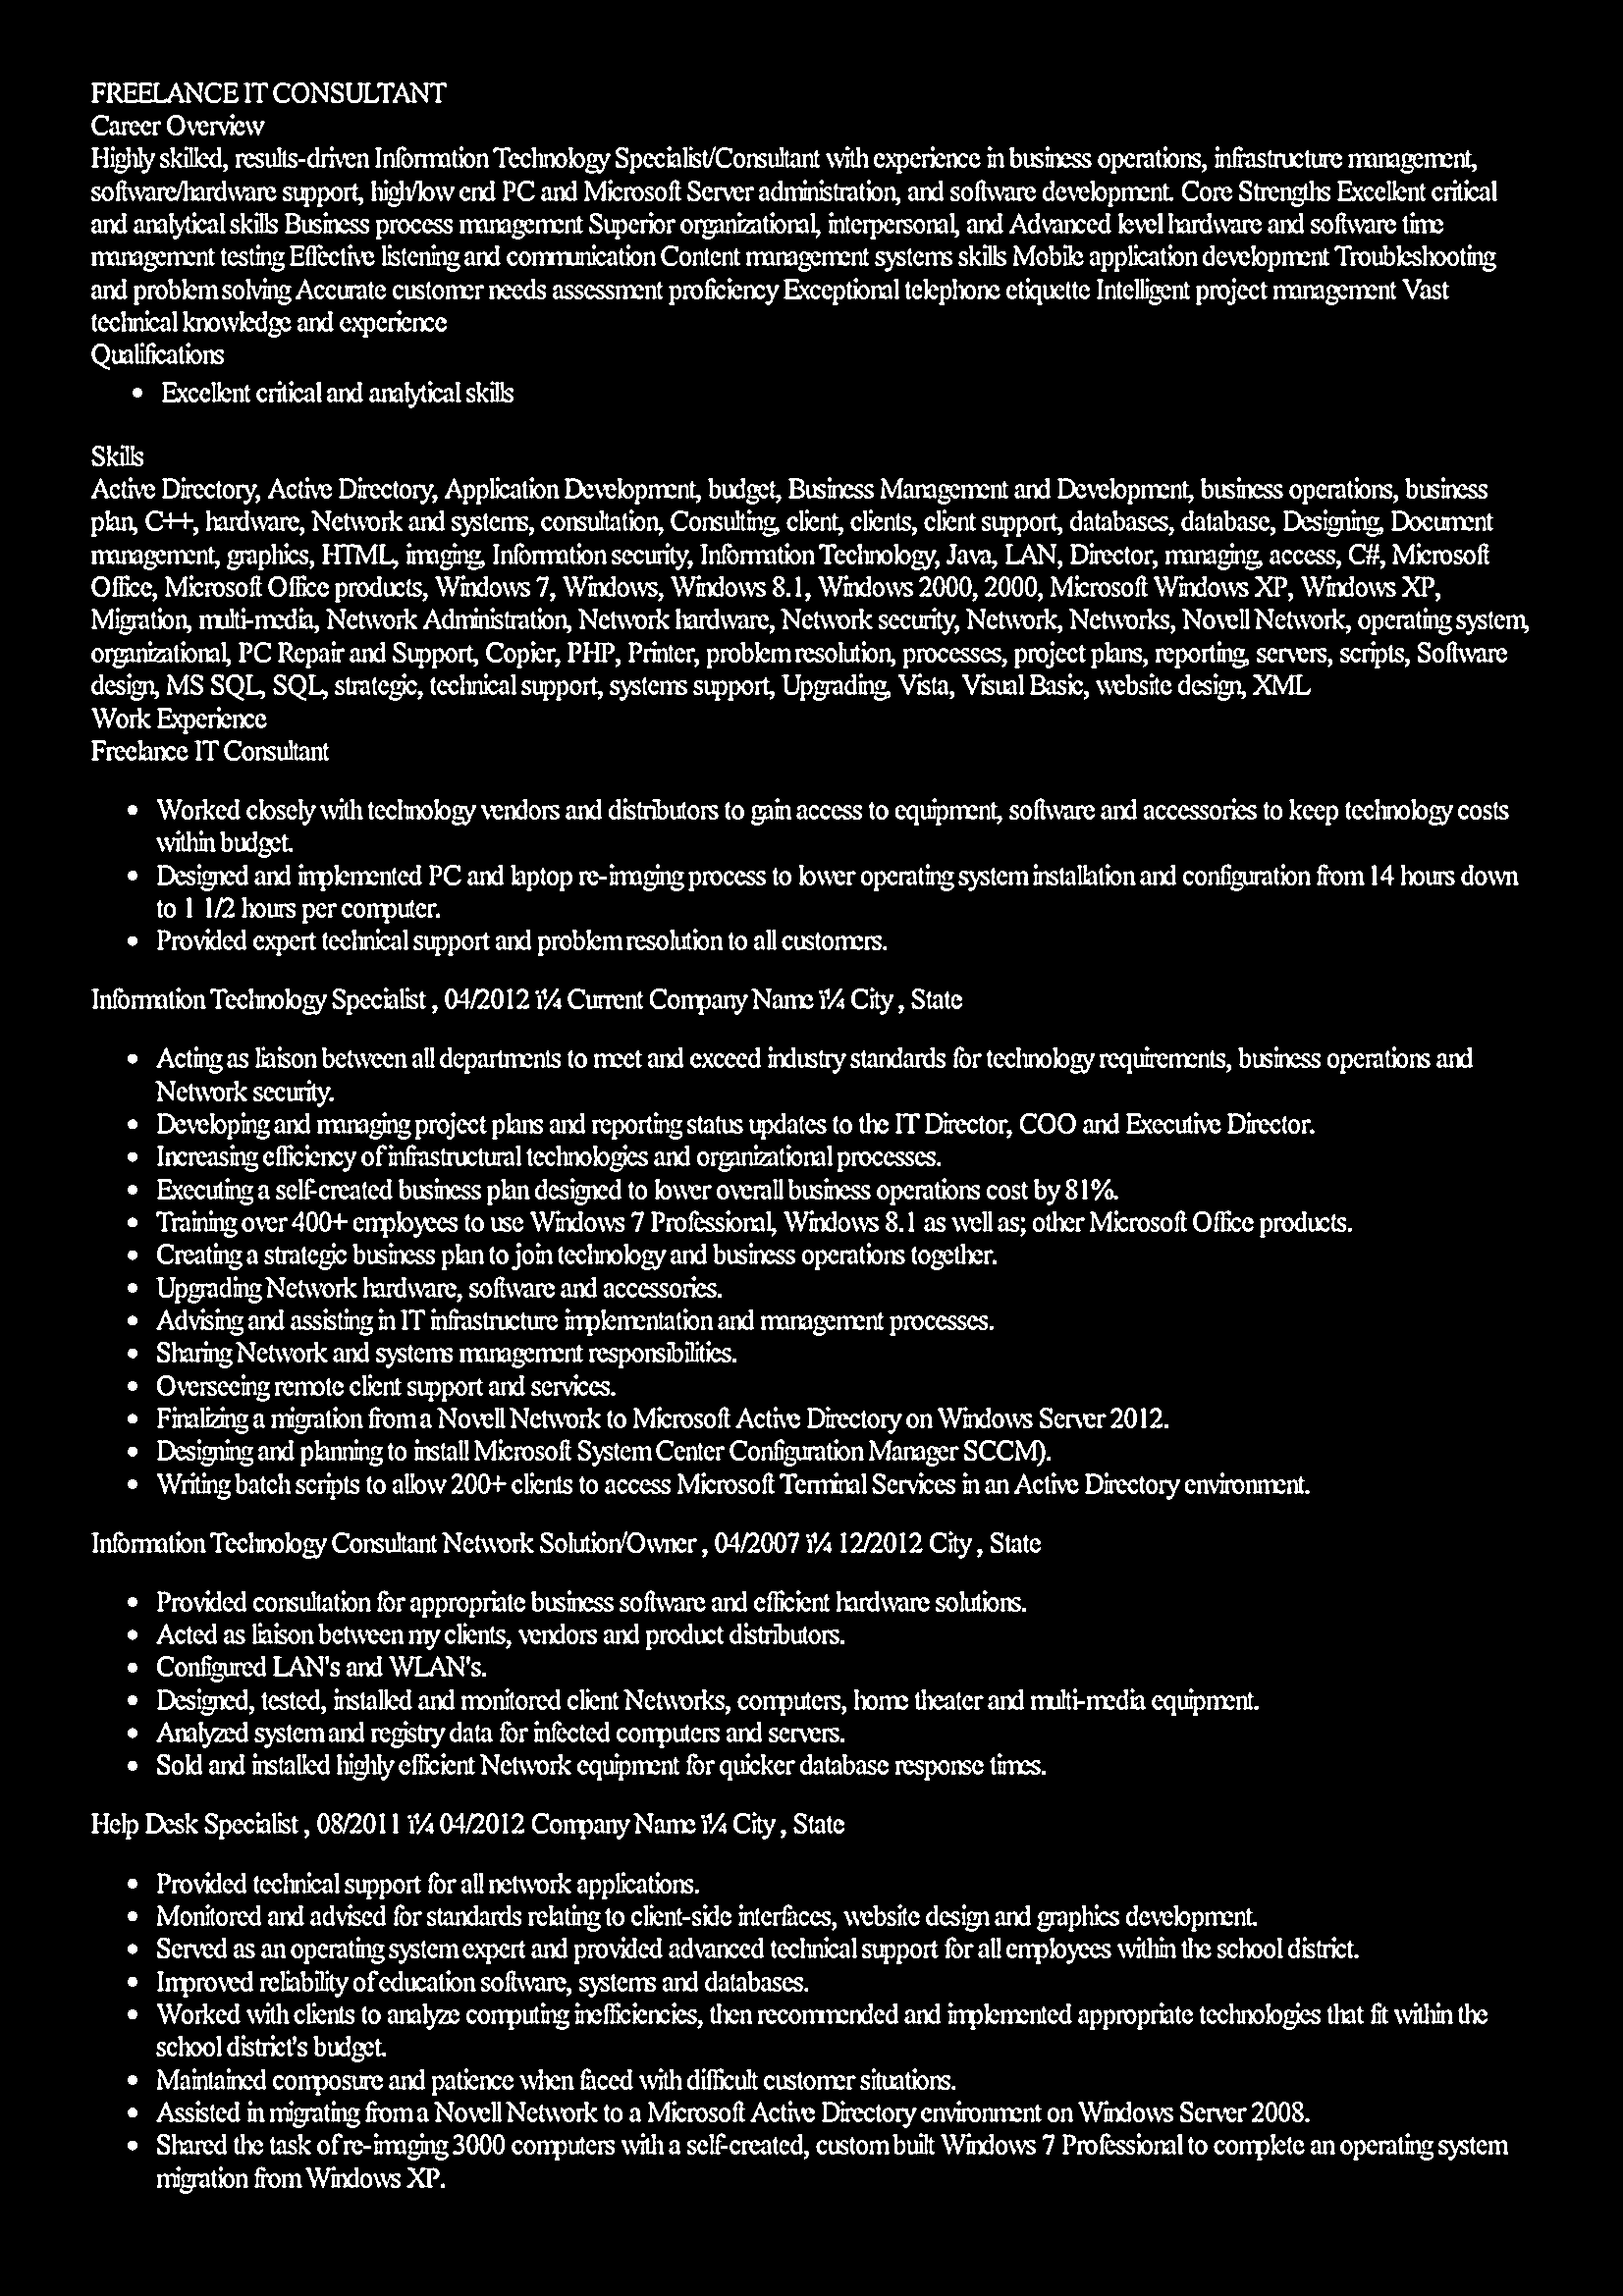 FREELANCE IT CONSULTANT
Career Overview
Highly skilled, results-driven Information Technology Specialist/Consultant with experience in business operations, infrastructure management,
software/hardware support, high/low end PC and Microsoft Server administration, and software development. Core Strengths Excellent critical
and analytical skills Business process management Superior organizational, interpersonal, and Advanced level hardware and software time
management testing Effective listening and communication Content management systems skills Mobile application development Troubleshooting
and problem solving Accurate customer needs assessment proficiency Exceptional telephone etiquette Intelligent project management Vast
technical knowledge and experience
Qualifications
• Excellent critical and analytical skills
Skills
Active Directory, Active Directory, Application Development, budget, Business Management and Development, business operations, business
plan, C++, hardware, Network and systems, consultation, Consulting, client, clients, client support, databases, database, Designing, Document
management, graphics, HTML, imaging, Information security, Information Technology, Java, LAN, Director, managing, access, C#, Microsoft
Office, Microsoft Office products, Windows 7, Windows, Windows 8.1, Windows 2000, 2000, Microsoft Windows XP, Windows XP,
Migration, multi-media, Network Administration, Network hardware, Network security, Network, Networks, Novell Network, operating system,
organizational, PC Repair and Support, Copier, PHP, Printer, problem resolution, processes, project plans, reporting, servers, scripts, Software
design, MS SQL, SQL, strategic, technical support, systems support, Upgrading, Vista, Visual Basic, website design, XML
Work Experience
Freelance IT Consultant
• Worked closely with technology vendors and distributors to gain access to equipment, software and accessories to keep technology costs
within budget.
• Designed and implemented PC and laptop re-imaging process to lower operating system installation and configuration from 14 hours down
to 1 1/2 hours per computer.
• Provided expert technical support and problem resolution to all customers.
Information Technology Specialist , 04/2012 ï¼ Current Company Name ï¼ City , State
• Acting as liaison between all departments to meet and exceed industry standards for technology requirements, business operations and
Network security.
• Developing and managing project plans and reporting status updates to the IT Director, COO and Executive Director.
• Increasing efficiency of infrastructural technologies and organizational processes.
• Executing a self-created business plan designed to lower overall business operations cost by 81%.
• Training over 400+ employees to use Windows 7 Professional, Windows 8.1 as well as; other Microsoft Office products.
• Creating a strategic business plan to join technology and business operations together.
• Upgrading Network hardware, software and accessories.
• Advising and assisting in IT infrastructure implementation and management processes.
• Sharing Network and systems management responsibilities.
• Overseeing remote client support and services.
• Finalizing a migration from a Novell Network to Microsoft Active Directory on Windows Server 2012.
• Designing and planning to install Microsoft System Center Configuration Manager SCCM).
• Writing batch scripts to allow 200+ clients to access Microsoft Terminal Services in an Active Directory environment.
Information Technology Consultant Network Solution/Owner , 04/2007 ï¼ 12/2012 City , State
• Provided consultation for appropriate business software and efficient hardware solutions.
• Acted as liaison between my clients, vendors and product distributors.
• Configured LAN's and WLAN's.
• Designed, tested, installed and monitored client Networks, computers, home theater and multi-media equipment.
• Analyzed system and registry data for infected computers and servers.
• Sold and installed highly efficient Network equipment for quicker database response times.
Help Desk Specialist , 08/2011 ï¼ 04/2012 Company Name ï¼ City , State
• Provided technical support for all network applications.
• Monitored and advised for standards relating to client-side interfaces, website design and graphics development.
• Served as an operating system expert and provided advanced technical support for all employees within the school district.
• Improved reliability of education software, systems and databases.
• Worked with clients to analyze computing inefficiencies, then recommended and implemented appropriate technologies that fit within the
school district's budget.
• Maintained composure and patience when faced with difficult customer situations.
• Assisted in migrating from a Novell Network to a Microsoft Active Directory environment on Windows Server 2008.
• Shared the task of re-imaging 3000 computers with a self-created, custom built Windows 7 Professional to complete an operating system
migration from Windows XP.